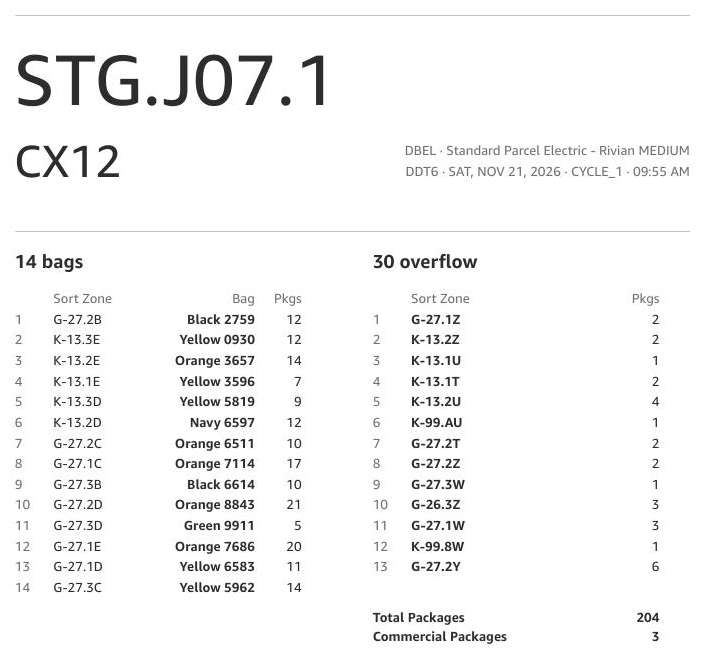 STG.J07.1
CX12
DBEL · Standard Parcel Electric - Rivian MEDIUM
DDT6 · SAT, NOV 21, 2026 · CYCLE_1 · 09:55 AM
14 bags
Sort Zone Bag Pkgs
1 G-27.2B Black 2759 12
2 K-13.3E Yellow 0930 12
3 K-13.2E Orange 3657 14
4 K-13.1E Yellow 3596 7
5 K-13.3D Yellow 5819 9
6 K-13.2D Navy 6597 12
7 G-27.2C Orange 6511 10
8 G-27.1C Orange 7114 17
9 G-27.3B Black 6614 10
10 G-27.2D Orange 8843 21
11 G-27.3D Green 9911 5
12 G-27.1E Orange 7686 20
13 G-27.1D Yellow 6583 11
14 G-27.3C Yellow 5962 14
30 overflow
Sort Zone Pkgs
1 G-27.1Z 2
2 K-13.2Z 2
3 K-13.1U 1
4 K-13.1T 2
5 K-13.2U 4
6 K-99.AU 1
7 G-27.2T 2
8 G-27.2Z 2
9 G-27.3W 1
10 G-26.3Z 3
11 G-27.1W 3
12 K-99.8W 1
13 G-27.2Y 6
Total Packages 204
Commercial Packages 3